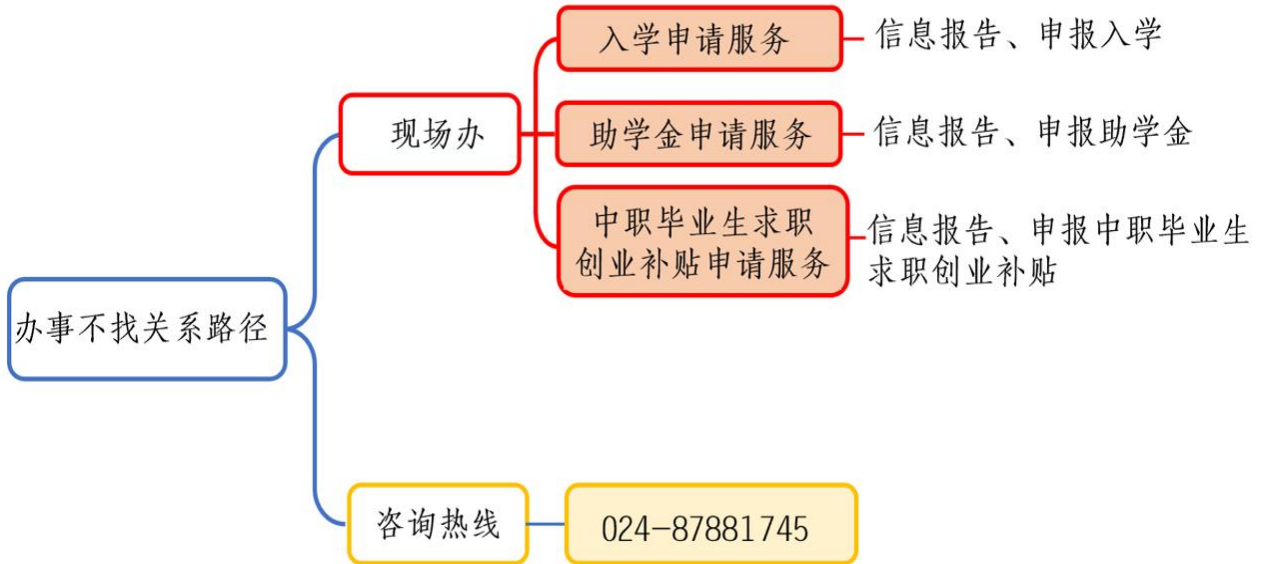 办事不找关系路径
现场办
入学申请服务
信息报告、申报入学
助学金申请服务
信息报告、申报助学金
中职毕业生求职
创业补贴申请服务
信息报告、申报中职毕业生
求职创业补贴
咨询热线
024-87881745